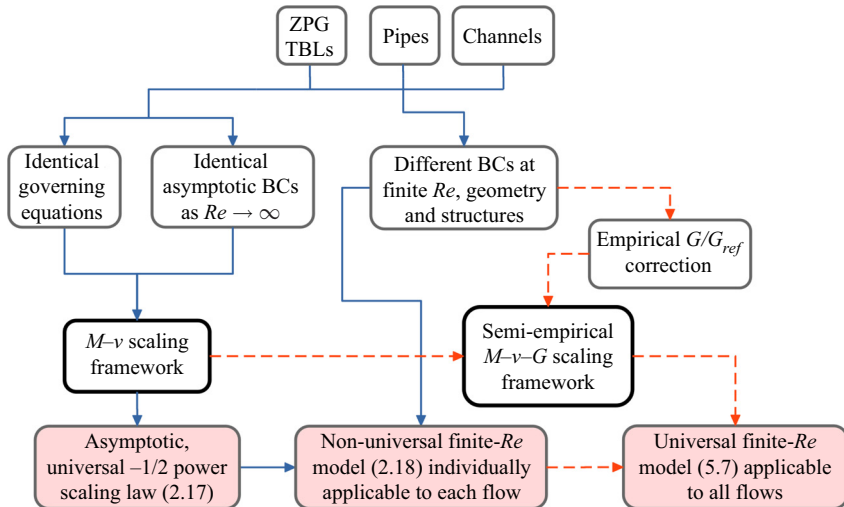 ZPG
TBLs
Pipes
Channels
Identical
governing
equations
Identical
asymptotic BCs
as Re → ∞
Different BCs at
finite Re, geometry
and structures
Empirical G/G_ref
correction
M–ν scaling
framework
Semi-empirical
M–ν–G scaling
framework
Asymptotic,
universal –1/2 power
scaling law (2.17)
Non-universal finite-Re
model (2.18) individually
applicable to each flow
Universal finite-Re
model (5.7) applicable
to all flows